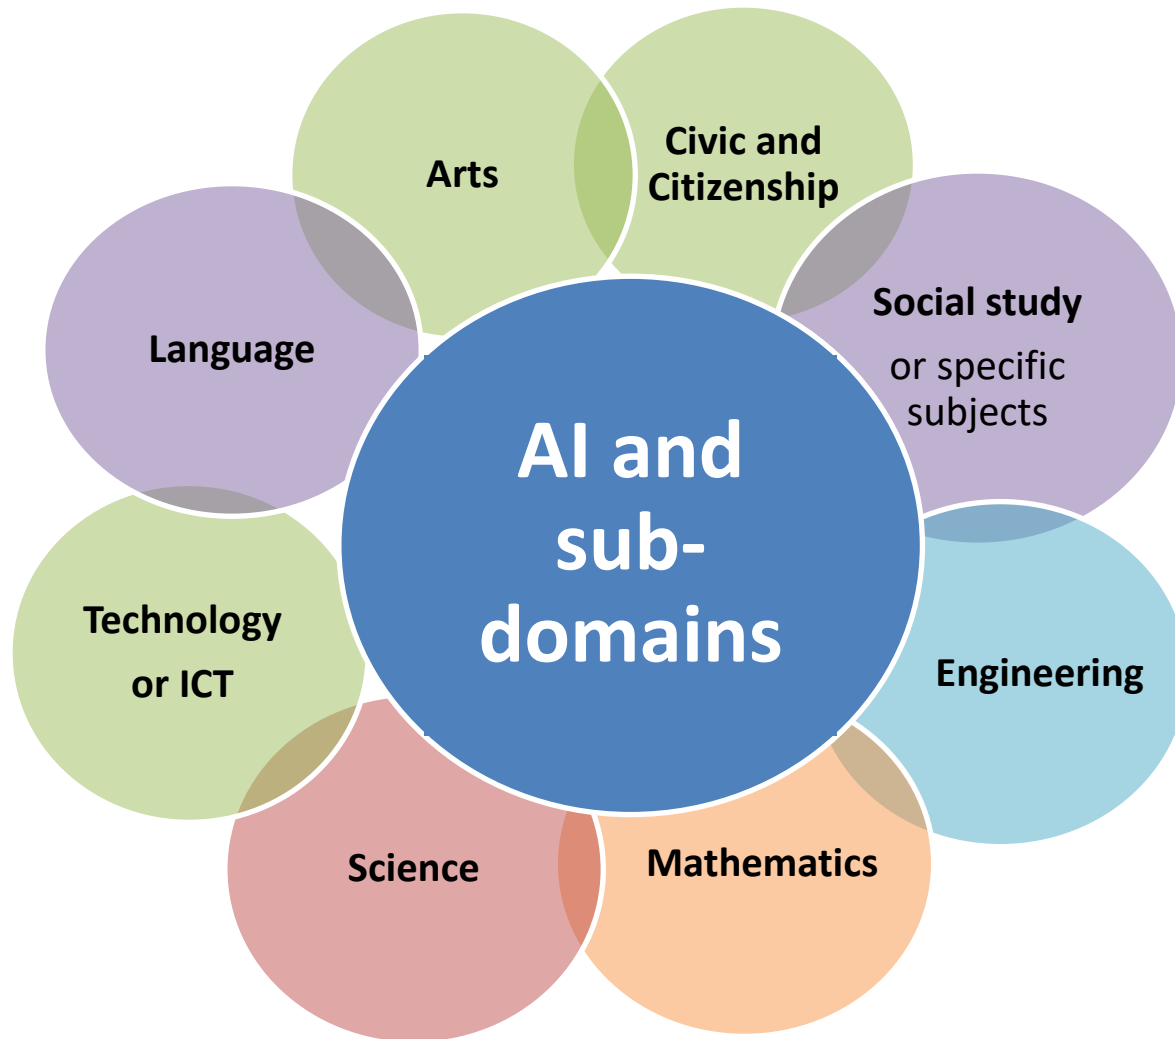 Arts
Civic and
Citizenship
Social study
or specific
subjects
Language
AI and
sub-
domains
Technology
or ICT
Engineering
Science
Mathematics